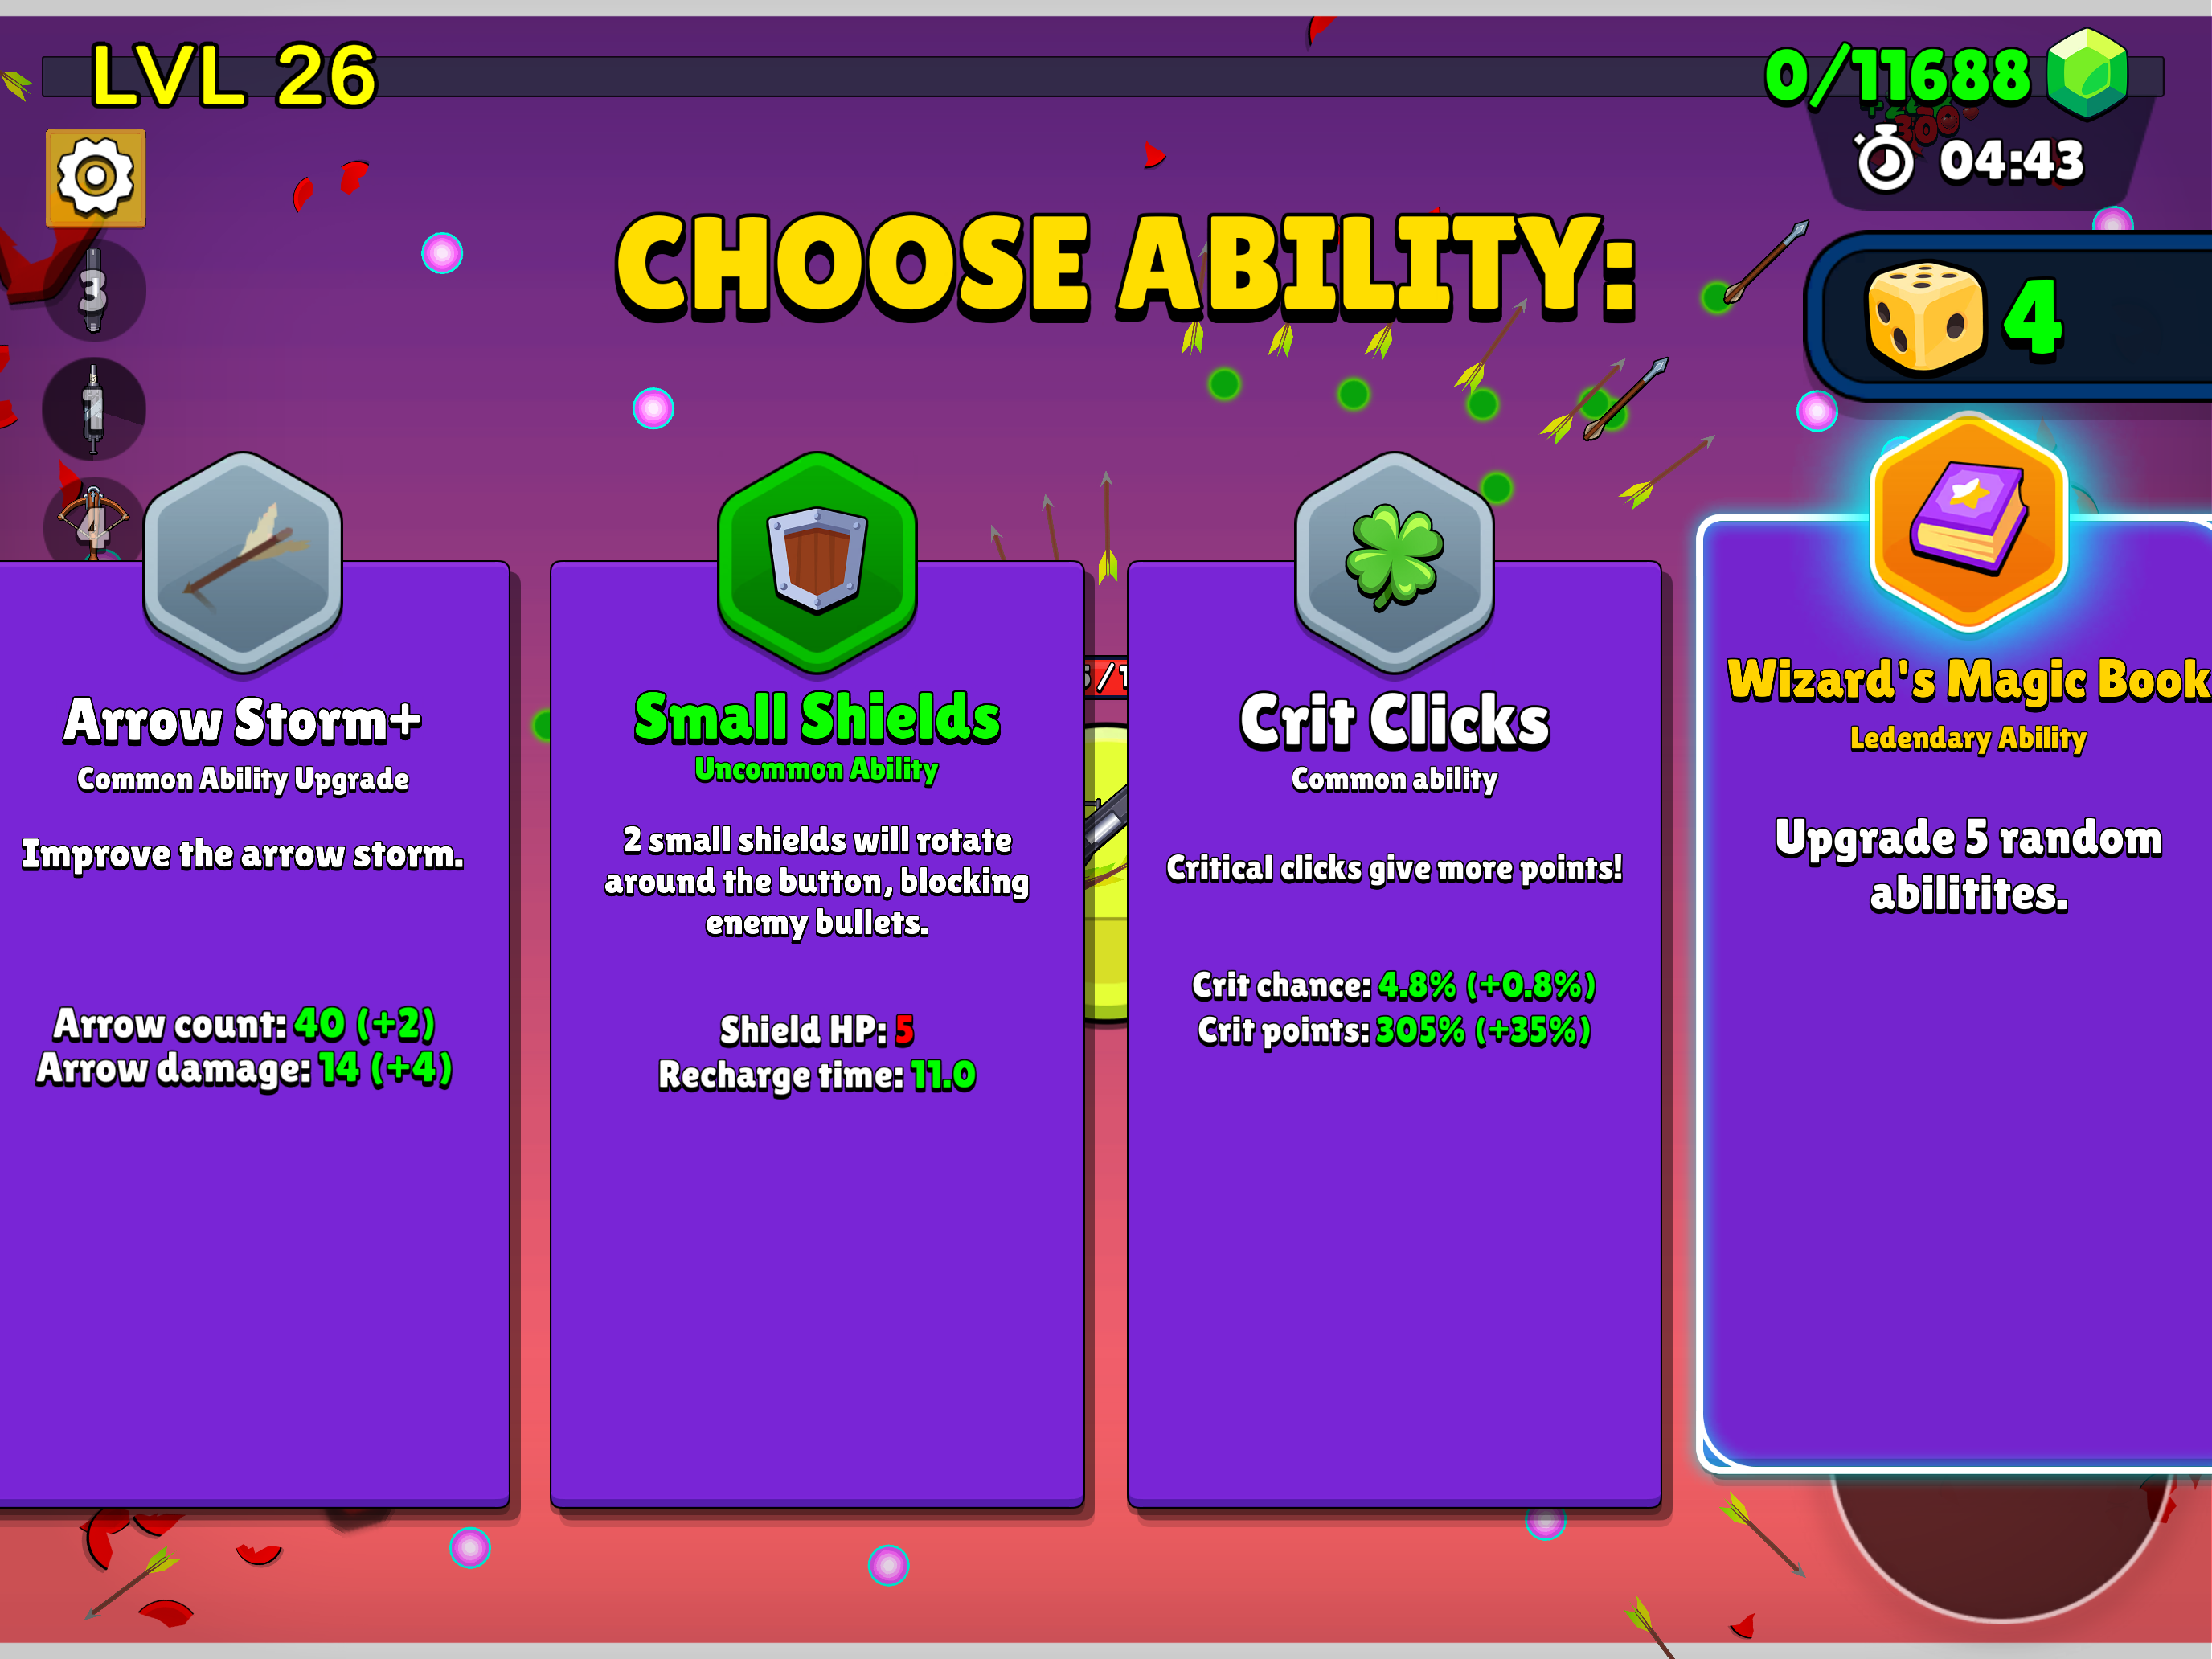 LVL 26
0/11688
300
04:43
CHOOSE ABILITY:
3
4
1
4
Arrow Storm+
Common Ability Upgrade
Improve the arrow storm.
Arrow count: 40 (+2)
Arrow damage: 14 (+4)
Small Shields
Uncommon Ability
2 small shields will rotate
around the button, blocking
enemy bullets.
Shield HP: 5
Recharge time: 11.0
Crit Clicks
Common ability
Critical clicks give more points!
Crit chance: 4.8% (+0.8%)
Crit points: 305% (+35%)
Wizard's Magic Book
Ledendary Ability
Upgrade 5 random
abilitites.